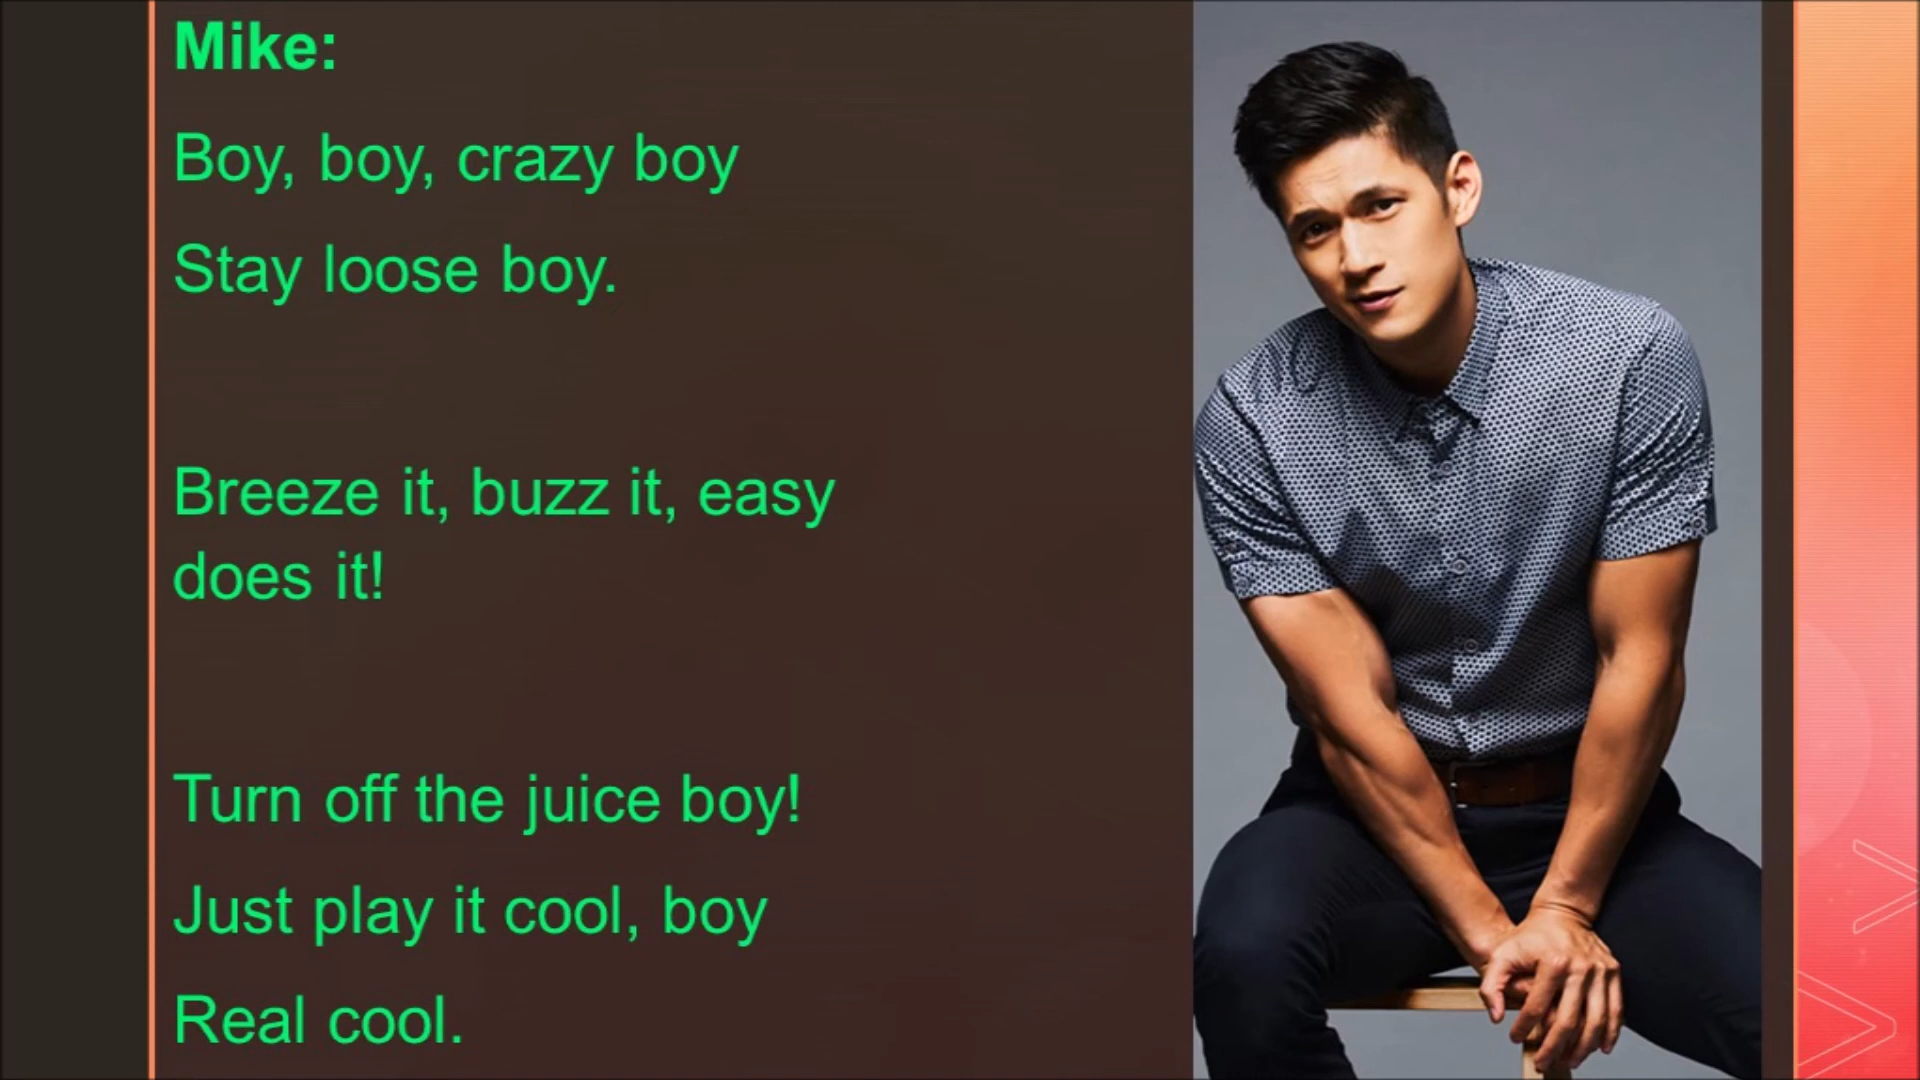 Mike:
Boy, boy, crazy boy
Stay loose boy.
Breeze it, buzz it, easy
does it!
Turn off the juice boy!
Just play it cool, boy
Real cool.